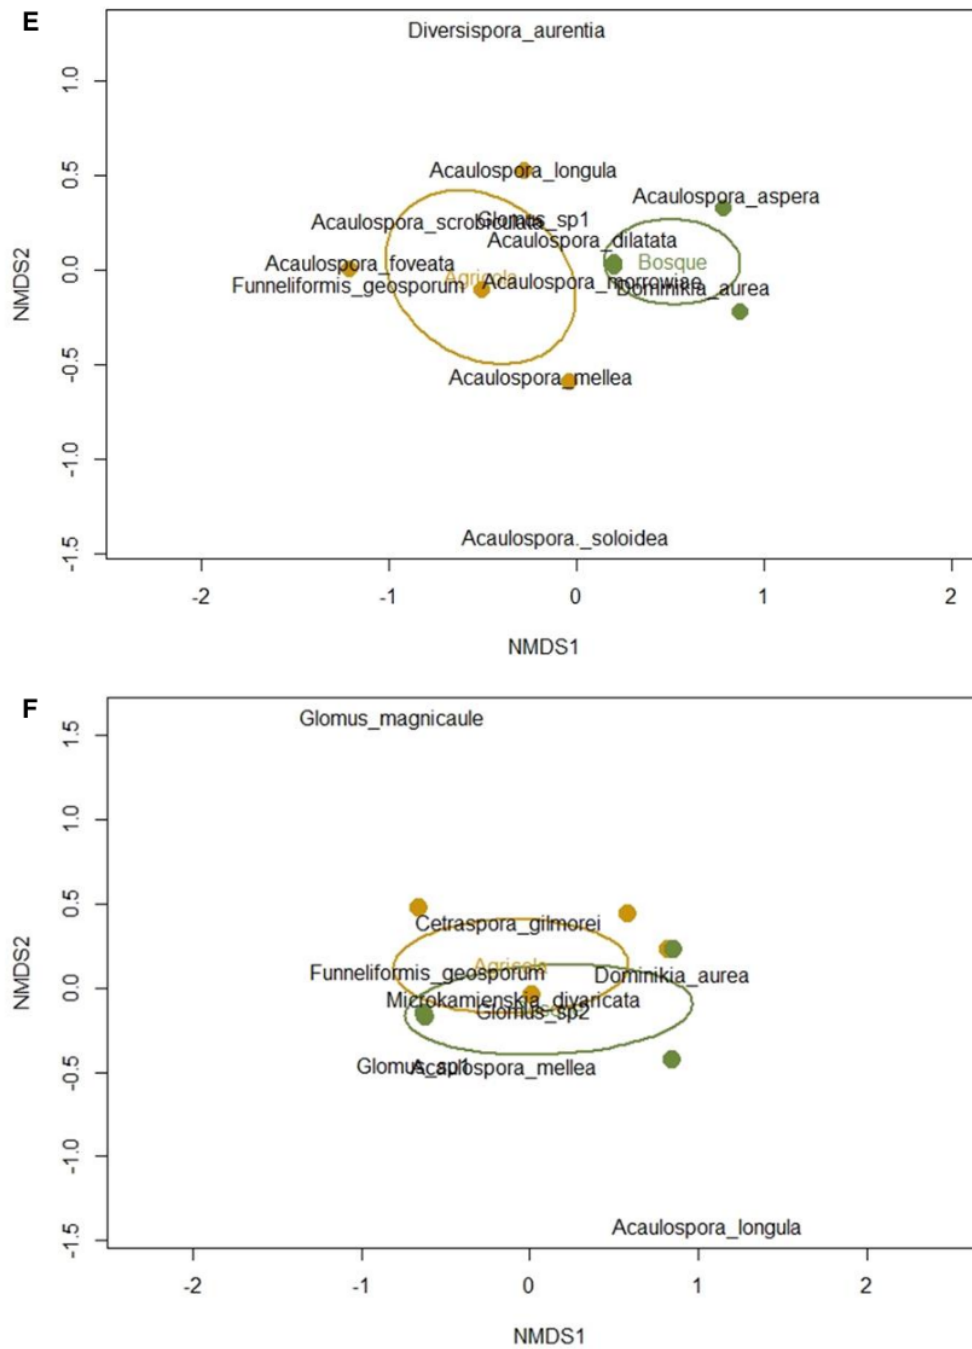 E
Diversispora_aurentia
1.0
0.5
Acaulospora_longula
Acaulospora_aspera
Acaulospora_scrobiculata
Glomus_sp1
Acaulospora_dilatata
0.0
Acaulospora_foveata
Bosque
Agricola
Funneliformis_geosporum
Acaulospora_morrowiae
Dominikia_aurea
NMDS2
-0.5
Acaulospora_mellea
-1.0
Acaulospora._soloidea
-1.5
-2 -1 0 1 2
NMDS1
F
Glomus_magnicaule
1.5
1.0
0.5
Cetraspora_gilmorei
Agricola
Funneliformis_geosporum
Dominikia_aurea
NMDS2
0.0
Microkamienskia_divaricata
Glomus_sp2
Glomus_sp1
Acaulospora_mellea
-0.5
-1.0
Acaulospora_longula
-1.5
-2 -1 0 1 2
NMDS1